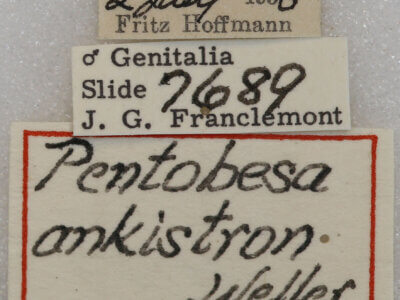 Fritz Hoffmann
♂ Genitalia
Slide 7689
J. G. Franclemont
Pentobesa
ankistron.
Weller